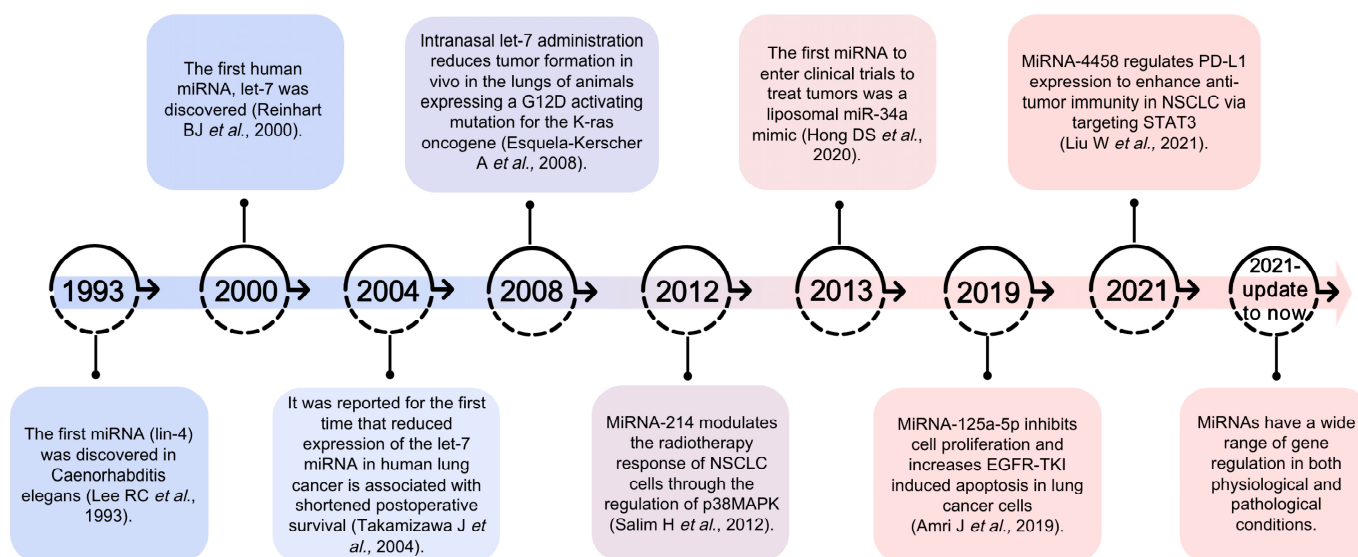 The first human
miRNA, let-7 was
discovered (Reinhart
BJ et al., 2000).
Intranasal let-7 administration
reduces tumor formation in
vivo in the lungs of animals
expressing a G12D activating
mutation for the K-ras
oncogene (Esquela-Kerscher
A et al., 2008).
The first miRNA to
enter clinical trials to
treat tumors was a
liposomal miR-34a
mimic (Hong DS et al.,
2020).
MiRNA-4458 regulates PD-L1
expression to enhance anti-
tumor immunity in NSCLC via
targeting STAT3
(Liu W et al., 2021).
1993
2000
2004
2008
2012
2013
2019
2021
2021-
update
to now
The first miRNA (lin-4)
was discovered in
Caenorhabditis
elegans (Lee RC et al.,
1993).
It was reported for the first
time that reduced
expression of the let-7
miRNA in human lung
cancer is associated with
shortened postoperative
survival (Takamizawa J et
al., 2004).
MiRNA-214 modulates
the radiotherapy
response of NSCLC
cells through the
regulation of p38MAPK
(Salim H et al., 2012).
MiRNA-125a-5p inhibits
cell proliferation and
increases EGFR-TKI
induced apoptosis in lung
cancer cells
(Amri J et al., 2019).
MiRNAs have a wide
range of gene
regulation in both
physiological and
pathological
conditions.